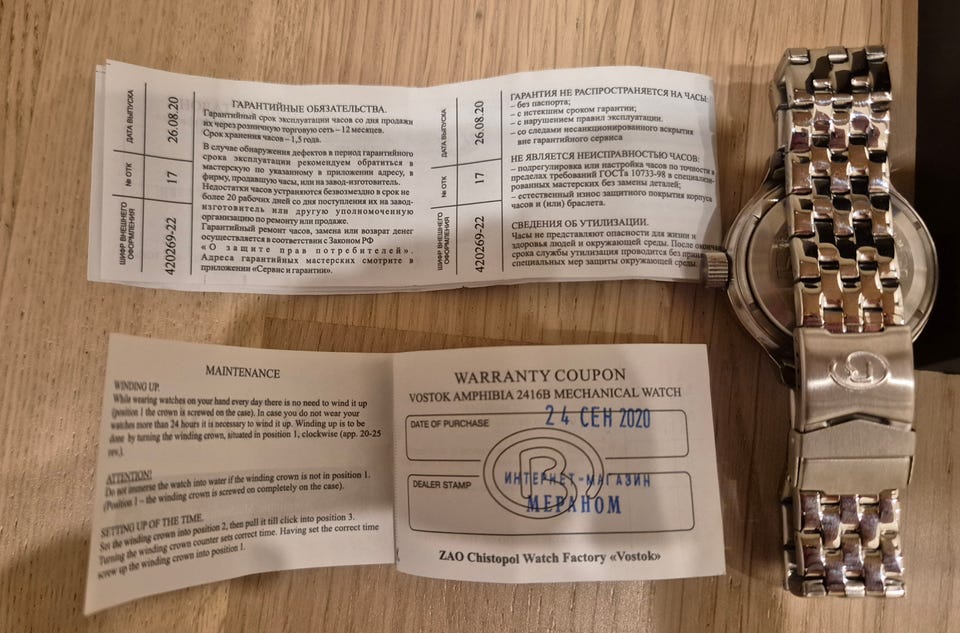 ДАТА ВЫПУСКА
26.08.20
№ ОТК
17
ШИФР ВНЕШНЕГО
ОФОРМЛЕНИЯ
420269-22
ГАРАНТИЙНЫЕ ОБЯЗАТЕЛЬСТВА.
Гарантийный срок эксплуатации часов со дня продажи
их через розничную торговую сеть – 12 месяцев.
Срок хранения часов – 1,5 года.
В случае обнаружения дефектов в период гарантийного
срока эксплуатации рекомендуем обратиться в
мастерскую по указанному в приложении адресу, в
фирму, продавшую часы, или на завод-изготовитель.
Недостатки часов устраняются безвозмездно в срок не
более 20 рабочих дней со дня поступления их на завод-
изготовитель или другую уполномоченную
организацию по ремонту или продаже.
Гарантийный ремонт часов, замена или возврат денег
осуществляется в соответствии с Законом РФ
«О защите прав потребителей».
Адреса гарантийных мастерских смотрите в
приложении «Сервис и гарантии».
ДАТА ВЫПУСКА
26.08.20
№ ОТК
17
ШИФР ВНЕШНЕГО
ОФОРМЛЕНИЯ
420269-22
ГАРАНТИЯ НЕ РАСПРОСТРАНЯЕТСЯ НА ЧАСЫ:
– без паспорта;
– с истекшим сроком гарантии;
– с нарушением правил эксплуатации.
– со следами несанкционированного вскрытия
вне гарантийного сервиса
НЕ ЯВЛЯЕТСЯ НЕИСПРАВНОСТЬЮ ЧАСОВ:
– подрегулировка или настройка часов по точности в
пределах требований ГОСТа 10733-98 в специализи-
рованных мастерских без замены деталей;
– естественный износ защитного покрытия корпуса
часов и (или) браслета.
СВЕДЕНИЯ ОБ УТИЛИЗАЦИИ.
Часы не представляют опасности для жизни и
здоровья людей и окружающей среды. После
срока службы утилизация проводится без
специальных мер защиты окружающей среды.
MAINTENANCE
WINDING UP.
While wearing watches on your hand every day there is no need to wind it up
(position 1 the crown is screwed on the case). In case you do not wear your
watches more than 24 hours it is necessary to wind it up. Winding up is to be
done by turning the winding crown, situated in position 1, clockwise (app. 20-25
rev.).
ATTENTION!
Do not immerse the watch into water if the winding crown is not in position 1.
(Position 1 – the winding crown is screwed on completely on the case).
SETTING UP OF THE TIME.
Set the winding crown into position 2, then pull it till click into position 3.
Turning the winding crown counter sets correct time. Having set the correct time
screw up the winding crown into position 1.
WARRANTY COUPON
VOSTOK AMPHIBIA 2416B MECHANICAL WATCH
DATE OF PURCHASE 24 СЕН 2020
DEALER STAMP ИНТЕРНЕТ-МАГАЗИН
МЕРАНОМ
ZAO Chistopol Watch Factory «Vostok»